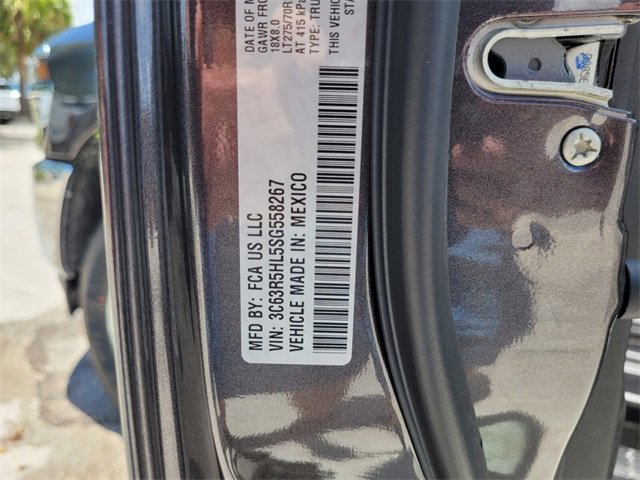 DATE OF M
GAWR FRO
18X8.0
LT275/70R
AT 415 kPa
TYPE: TRU
THIS VEHIC
STA
MFD BY: FCA US LLC
VIN: 3C63R5HL5SG558267
VEHICLE MADE IN: MEXICO